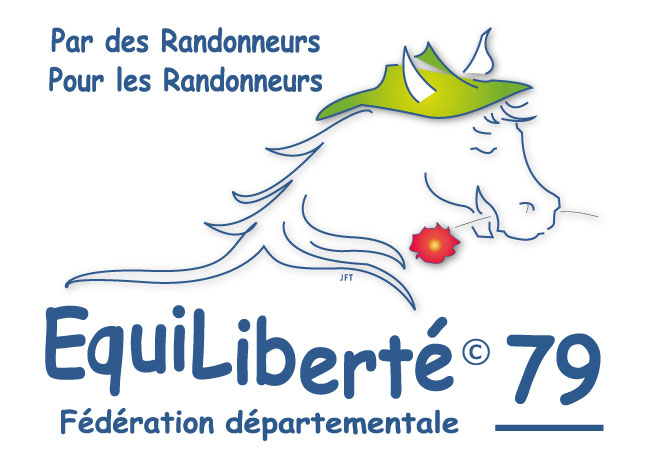 Par des Randonneurs
Pour les Randonneurs
JFT
EquiLiberté © 79
Fédération départementale